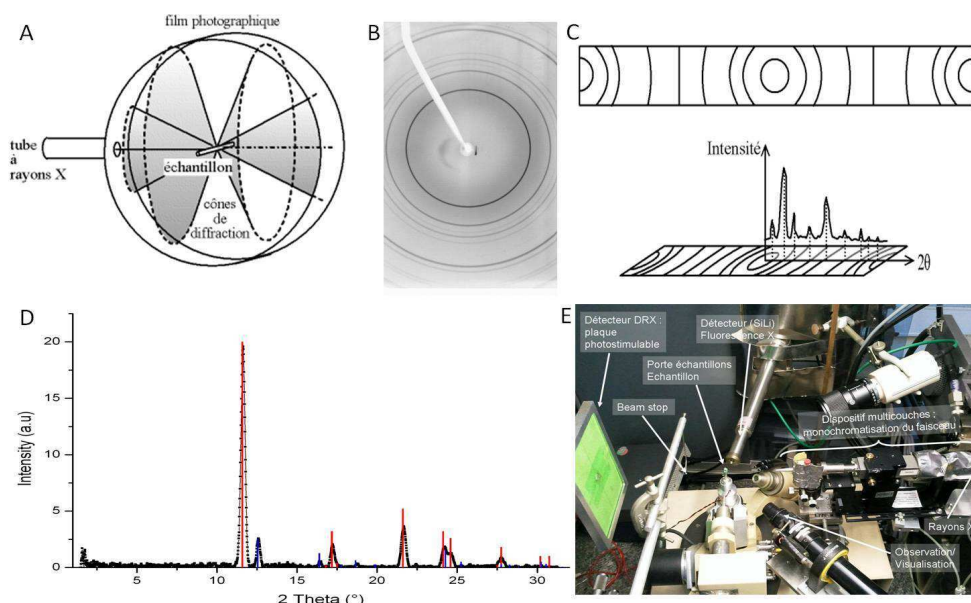 A
film photographique
tube
à
rayons X
échantillon
cônes
de
diffraction
B
C
Intensité
2θ
D
Intensity (a.u)
20
15
10
5
0
5
10
15
20
25
30
2 Theta (°)
E
Détecteur DRX :
plaque
photostimulable
Détecteur (SiLi)
Fluorescence X
Porte échantillons
Echantillon
Beam stop
Dispositif multicouches :
monochromatisation du faisceau
Rayons X
Observation/
Visualisation